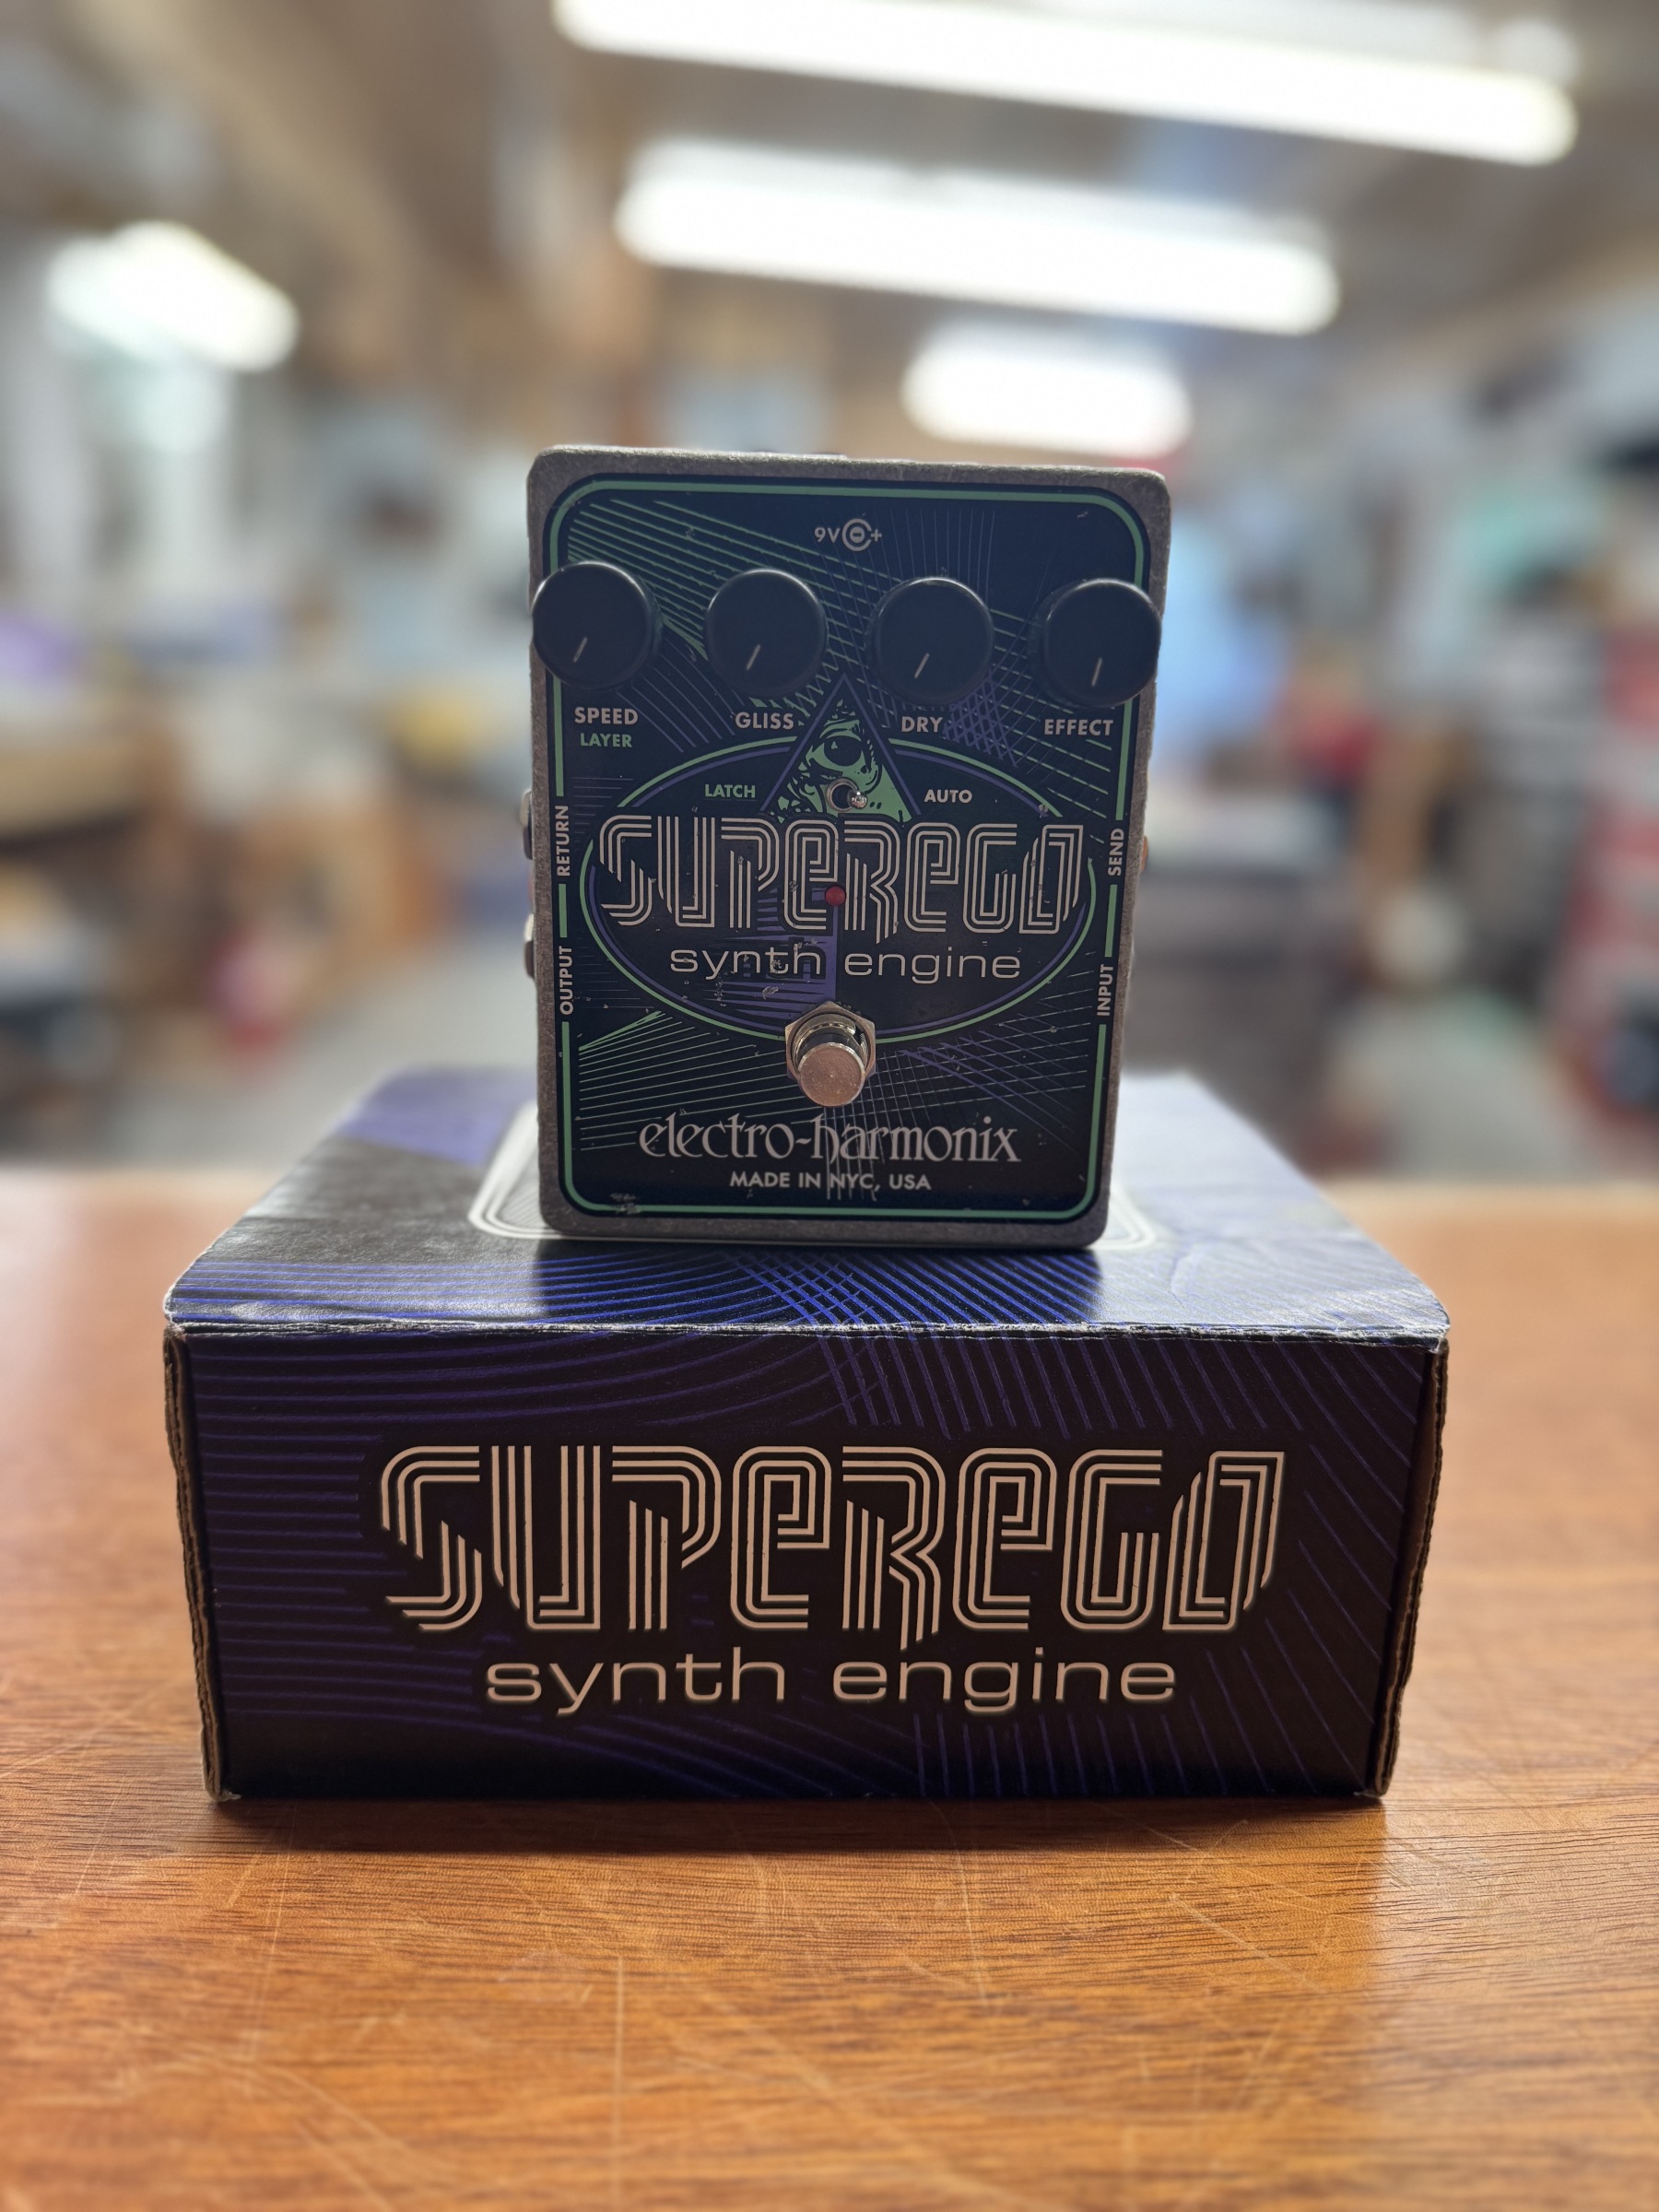 9V +
SPEED GLISS DRY EFFECT
LAYER
LATCH AUTO
RETURN
SEND
SUPEREGO
synth engine
OUTPUT
INPUT
electro-harmonix
MADE IN NYC, USA
SUPEREGO
synth engine